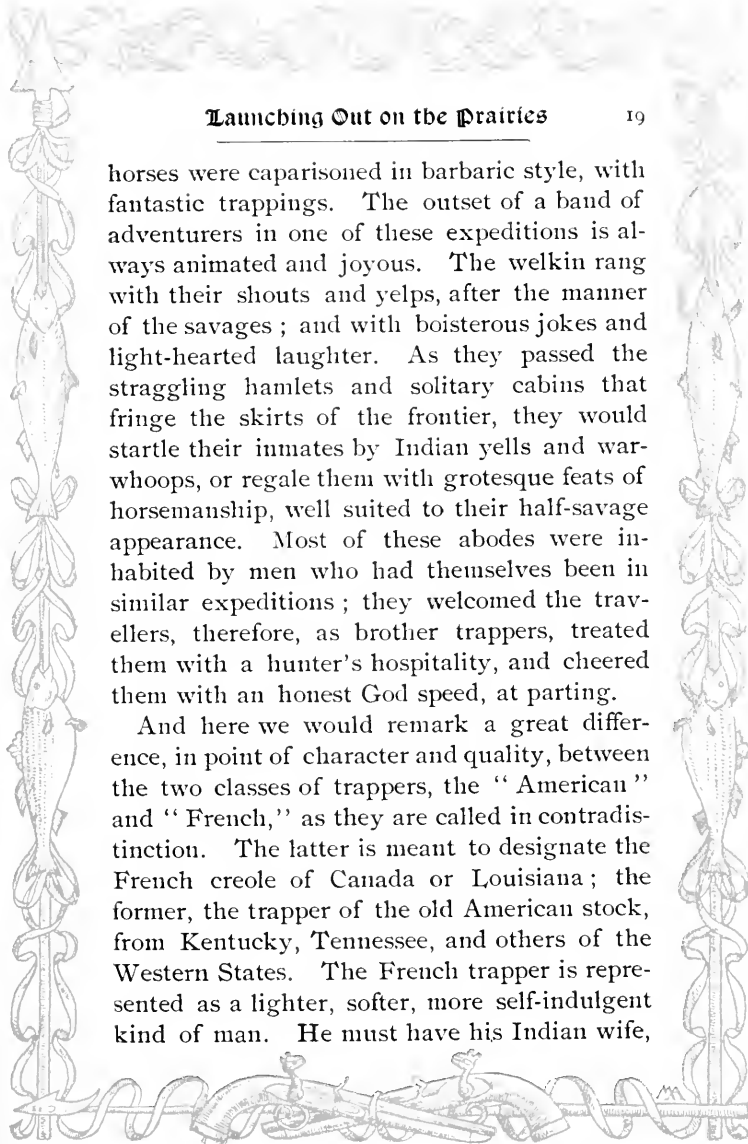 Launching Out on the Prairies 19
horses were caparisoned in barbaric style, with
fantastic trappings. The outset of a band of
adventurers in one of these expeditions is al-
ways animated and joyous. The welkin rang
with their shouts and yelps, after the manner
of the savages ; and with boisterous jokes and
light-hearted laughter. As they passed the
straggling hamlets and solitary cabins that
fringe the skirts of the frontier, they would
startle their inmates by Indian yells and war-
whoops, or regale them with grotesque feats of
horsemanship, well suited to their half-savage
appearance. Most of these abodes were in-
habited by men who had themselves been in
similar expeditions ; they welcomed the trav-
ellers, therefore, as brother trappers, treated
them with a hunter's hospitality, and cheered
them with an honest God speed, at parting.
And here we would remark a great differ-
ence, in point of character and quality, between
the two classes of trappers, the " American "
and " French," as they are called in contradis-
tinction. The latter is meant to designate the
French creole of Canada or Louisiana ; the
former, the trapper of the old American stock,
from Kentucky, Tennessee, and others of the
Western States. The French trapper is repre-
sented as a lighter, softer, more self-indulgent
kind of man. He must have his Indian wife,